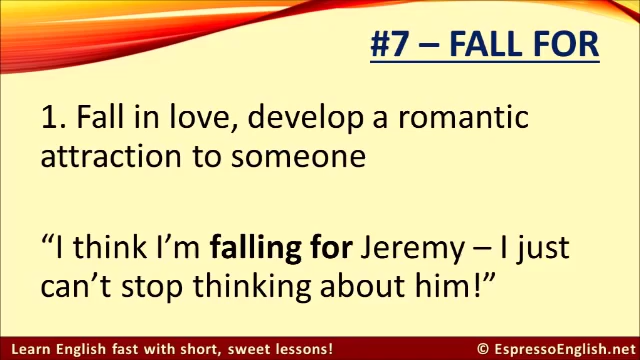 #7 – FALL FOR
1. Fall in love, develop a romantic
attraction to someone
“I think I’m falling for Jeremy – I just
can’t stop thinking about him!”
Learn English fast with short, sweet lessons!
© EspressoEnglish.net